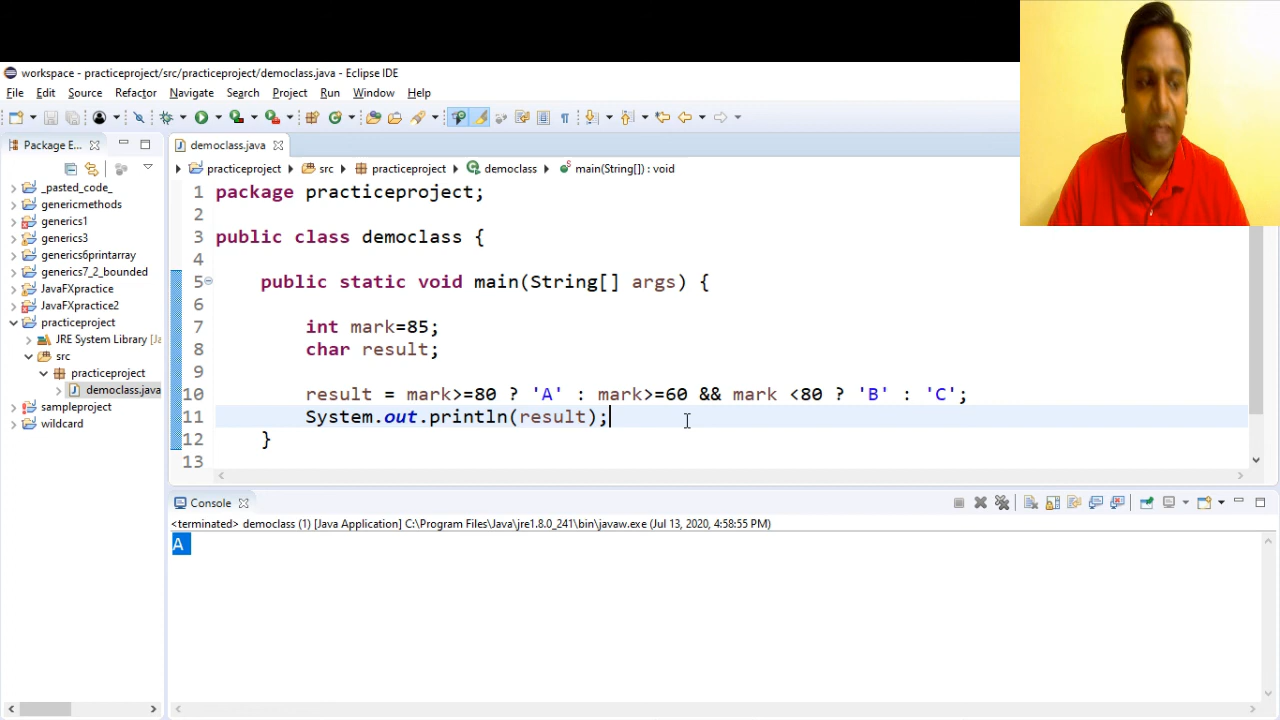 workspace - practiceproject/src/practiceproject/democlass.java - Eclipse IDE
File Edit Source Refactor Navigate Search Project Run Window Help
Package E...
democlass.java
practiceproject src practiceproject democlass main(String[]) : void
_pasted_code_
genericmethods
generics1
generics3
generics6printarray
generics7_2_bounded
JavaFXpractice
JavaFXpractice2
practiceproject
JRE System Library [Ja
src
practiceproject
democlass.java
sampleproject
wildcard
1 package practiceproject;
2
3 public class democlass {
4
5 public static void main(String[] args) {
6
7 int mark=85;
8 char result;
9
10 result = mark>=80 ? 'A' : mark>=60 && mark <80 ? 'B' : 'C';
11 System.out.println(result);
12 }
13
Console
<terminated> democlass (1) [Java Application] C:\Program Files\Java\jre1.8.0_241\bin\javaw.exe (Jul 13, 2020, 4:58:55 PM)
A